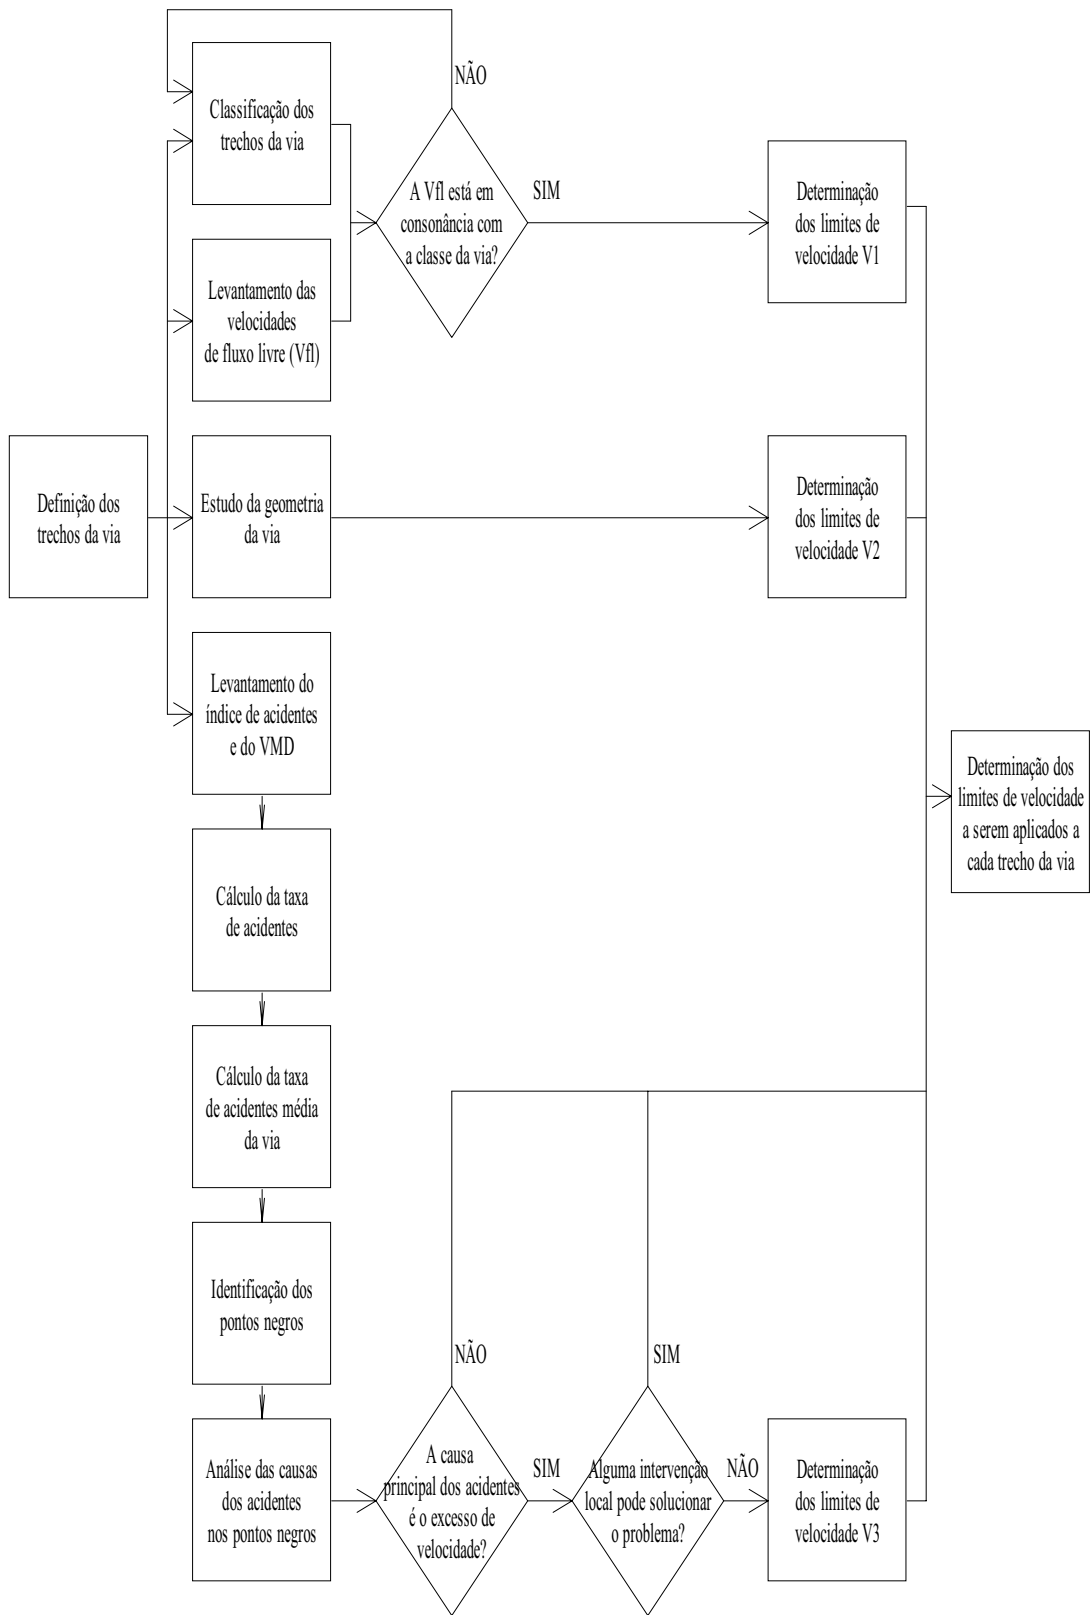 NÃO
Classificação dos
trechos da via
A Vfl está em
consonância com
a classe da via?
SIM
Determinação
dos limites de
velocidade V1
Levantamento das
velocidades
de fluxo livre (Vfl)
Definição dos
trechos da via
Estudo da geometria
da via
Determinação
dos limites de
velocidade V2
Levantamento do
índice de acidentes
e do VMD
Determinação dos
limites de velocidade
a serem aplicados a
cada trecho da via
Cálculo da taxa
de acidentes
Cálculo da taxa
de acidentes média
da via
Identificação dos
pontos negros
NÃO
SIM
Análise das causas
dos acidentes
nos pontos negros
A causa
principal dos acidentes
é o excesso de
velocidade?
SIM
Alguma intervenção
local pode solucionar
o problema?
NÃO
Determinação
dos limites de
velocidade V3